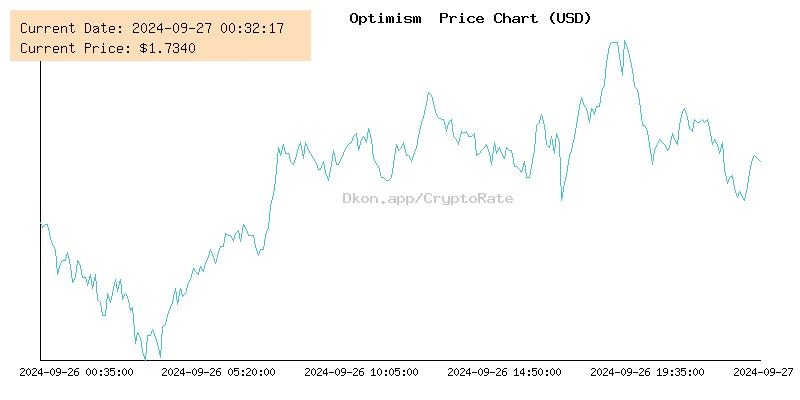 Optimism  Price Chart (USD)
Current Date: 2024-09-27 00:32:17
Current Price: $1.7340
Dkon.app/CryptoRate
2024-09-26 00:35:00 2024-09-26 05:20:00 2024-09-26 10:05:00 2024-09-26 14:50:00 2024-09-26 19:35:00 2024-09-27